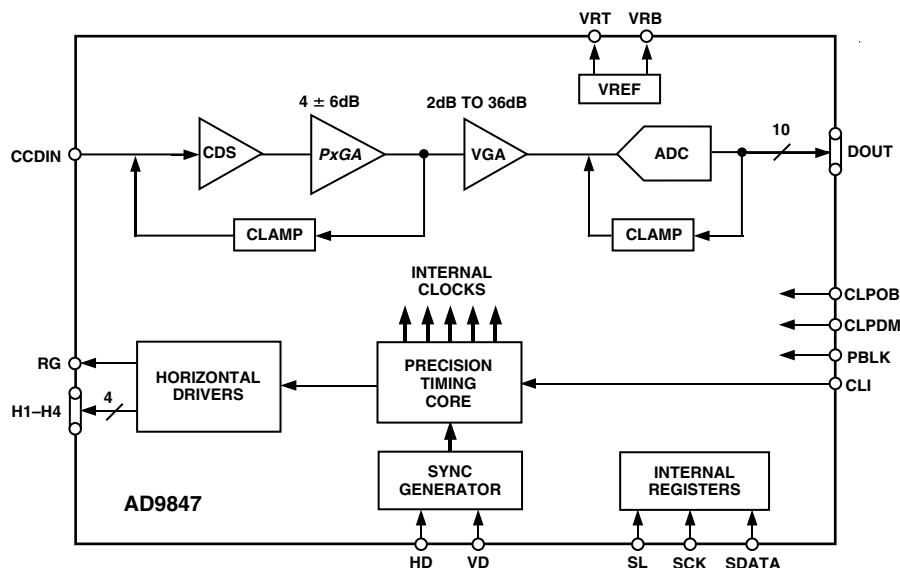 VRT VRB
VREF
4 ± 6dB
2dB TO 36dB
10
CCDIN
CDS
PxGA
VGA
ADC
DOUT
CLAMP
CLAMP
INTERNAL
CLOCKS
CLPOB
CLPDM
PBLK
CLI
RG
H1–H4
4
HORIZONTAL
DRIVERS
PRECISION
TIMING
CORE
SYNC
GENERATOR
INTERNAL
REGISTERS
AD9847
HD VD
SL SCK SDATA